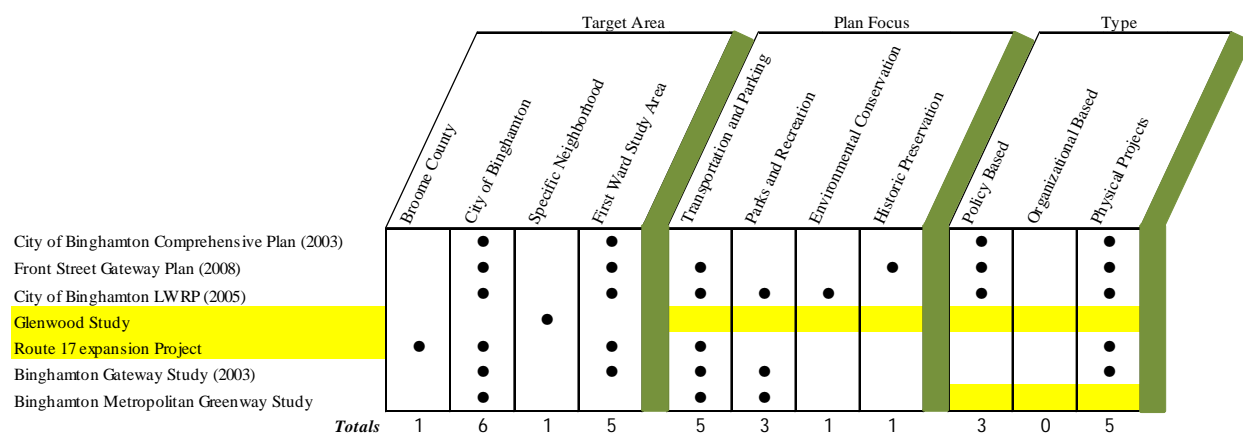 Target Area Plan Focus Type
Broome County
City of Binghamton
Specific Neighborhood
First Ward Study Area
Transportation and Parking
Parks and Recreation
Environmental Conservation
Historic Preservation
Policy Based
Organizational Based
Physical Projects
City of Binghamton Comprehensive Plan (2003)
Front Street Gateway Plan (2008)
City of Binghamton LWRP (2005)
Glenwood Study
Route 17 expansion Project
Binghamton Gateway Study (2003)
Binghamton Metropolitan Greenway Study
Totals 1 6 1 5 5 3 1 1 3 0 5